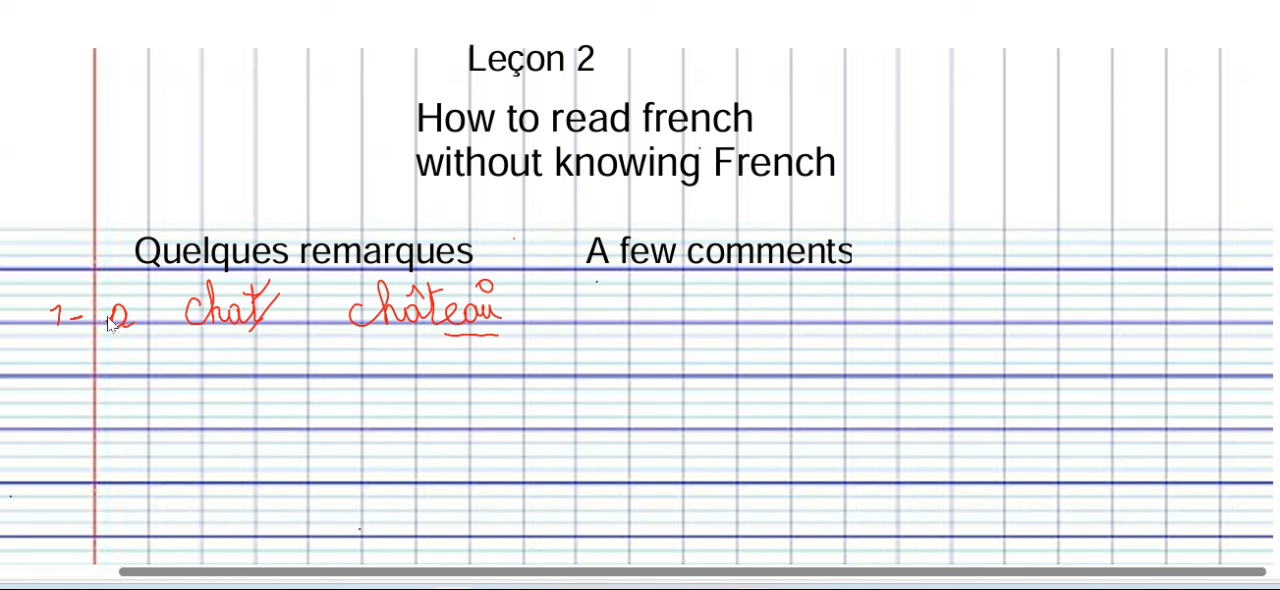 Leçon 2
How to read french
without knowing French
Quelques remarques A few comments
1- chat château